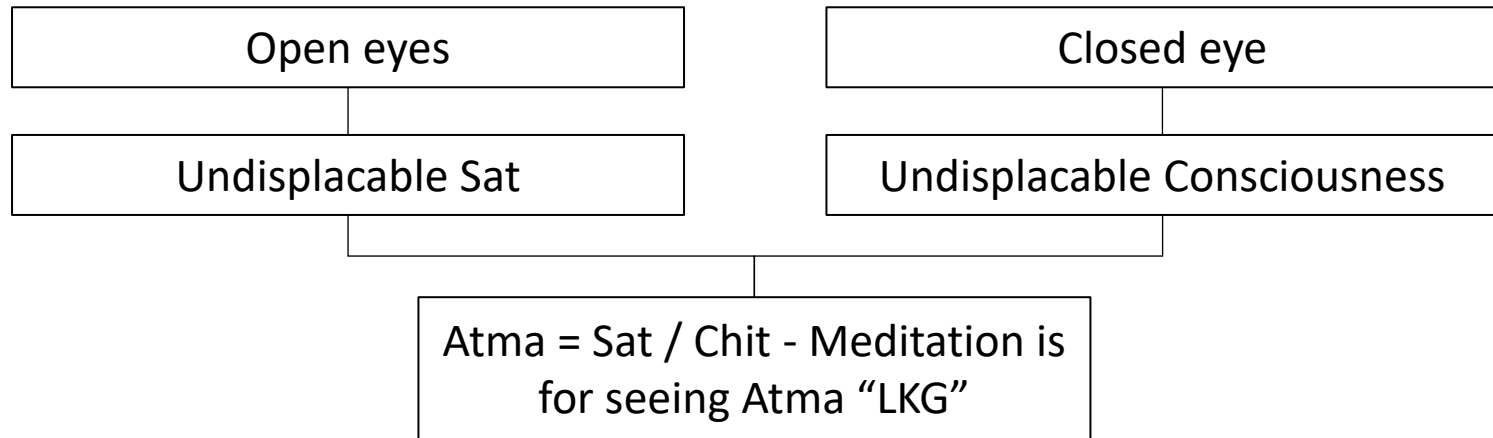 Open eyes
Closed eye
Undisplacable Sat
Undisplacable Consciousness
Atma = Sat / Chit - Meditation is
for seeing Atma “LKG”